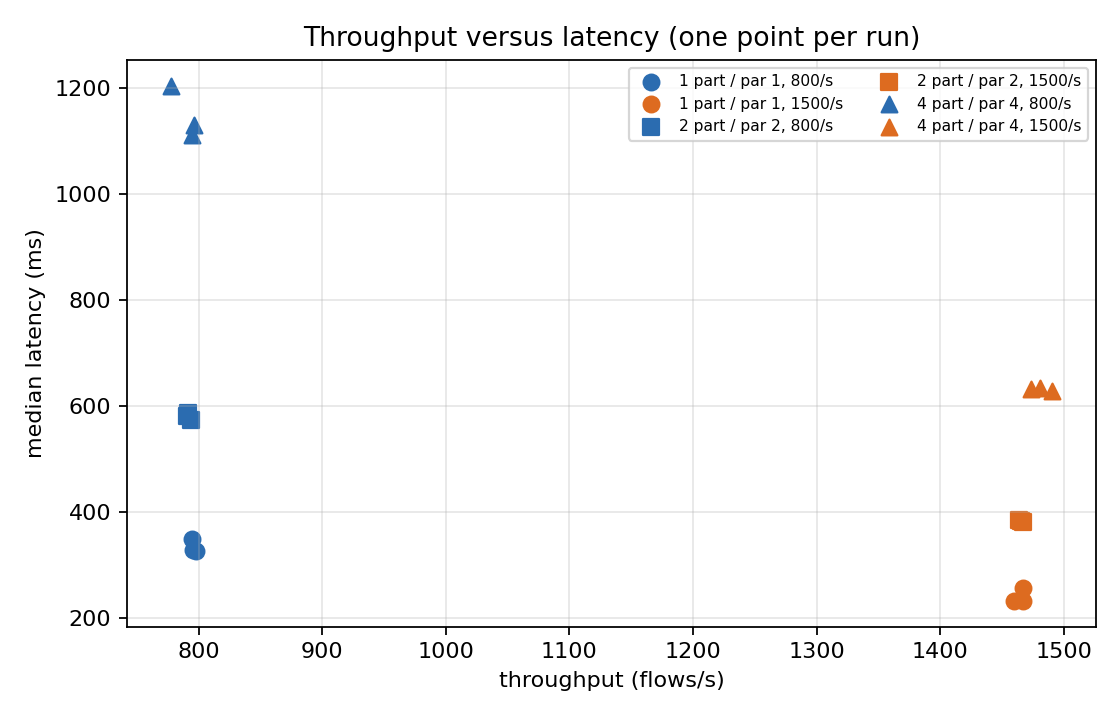 Throughput versus latency (one point per run)
1 part / par 1, 800/s
1 part / par 1, 1500/s
2 part / par 2, 800/s
2 part / par 2, 1500/s
4 part / par 4, 800/s
4 part / par 4, 1500/s
median latency (ms)
1200
1000
800
600
400
200
800 900 1000 1100 1200 1300 1400 1500
throughput (flows/s)